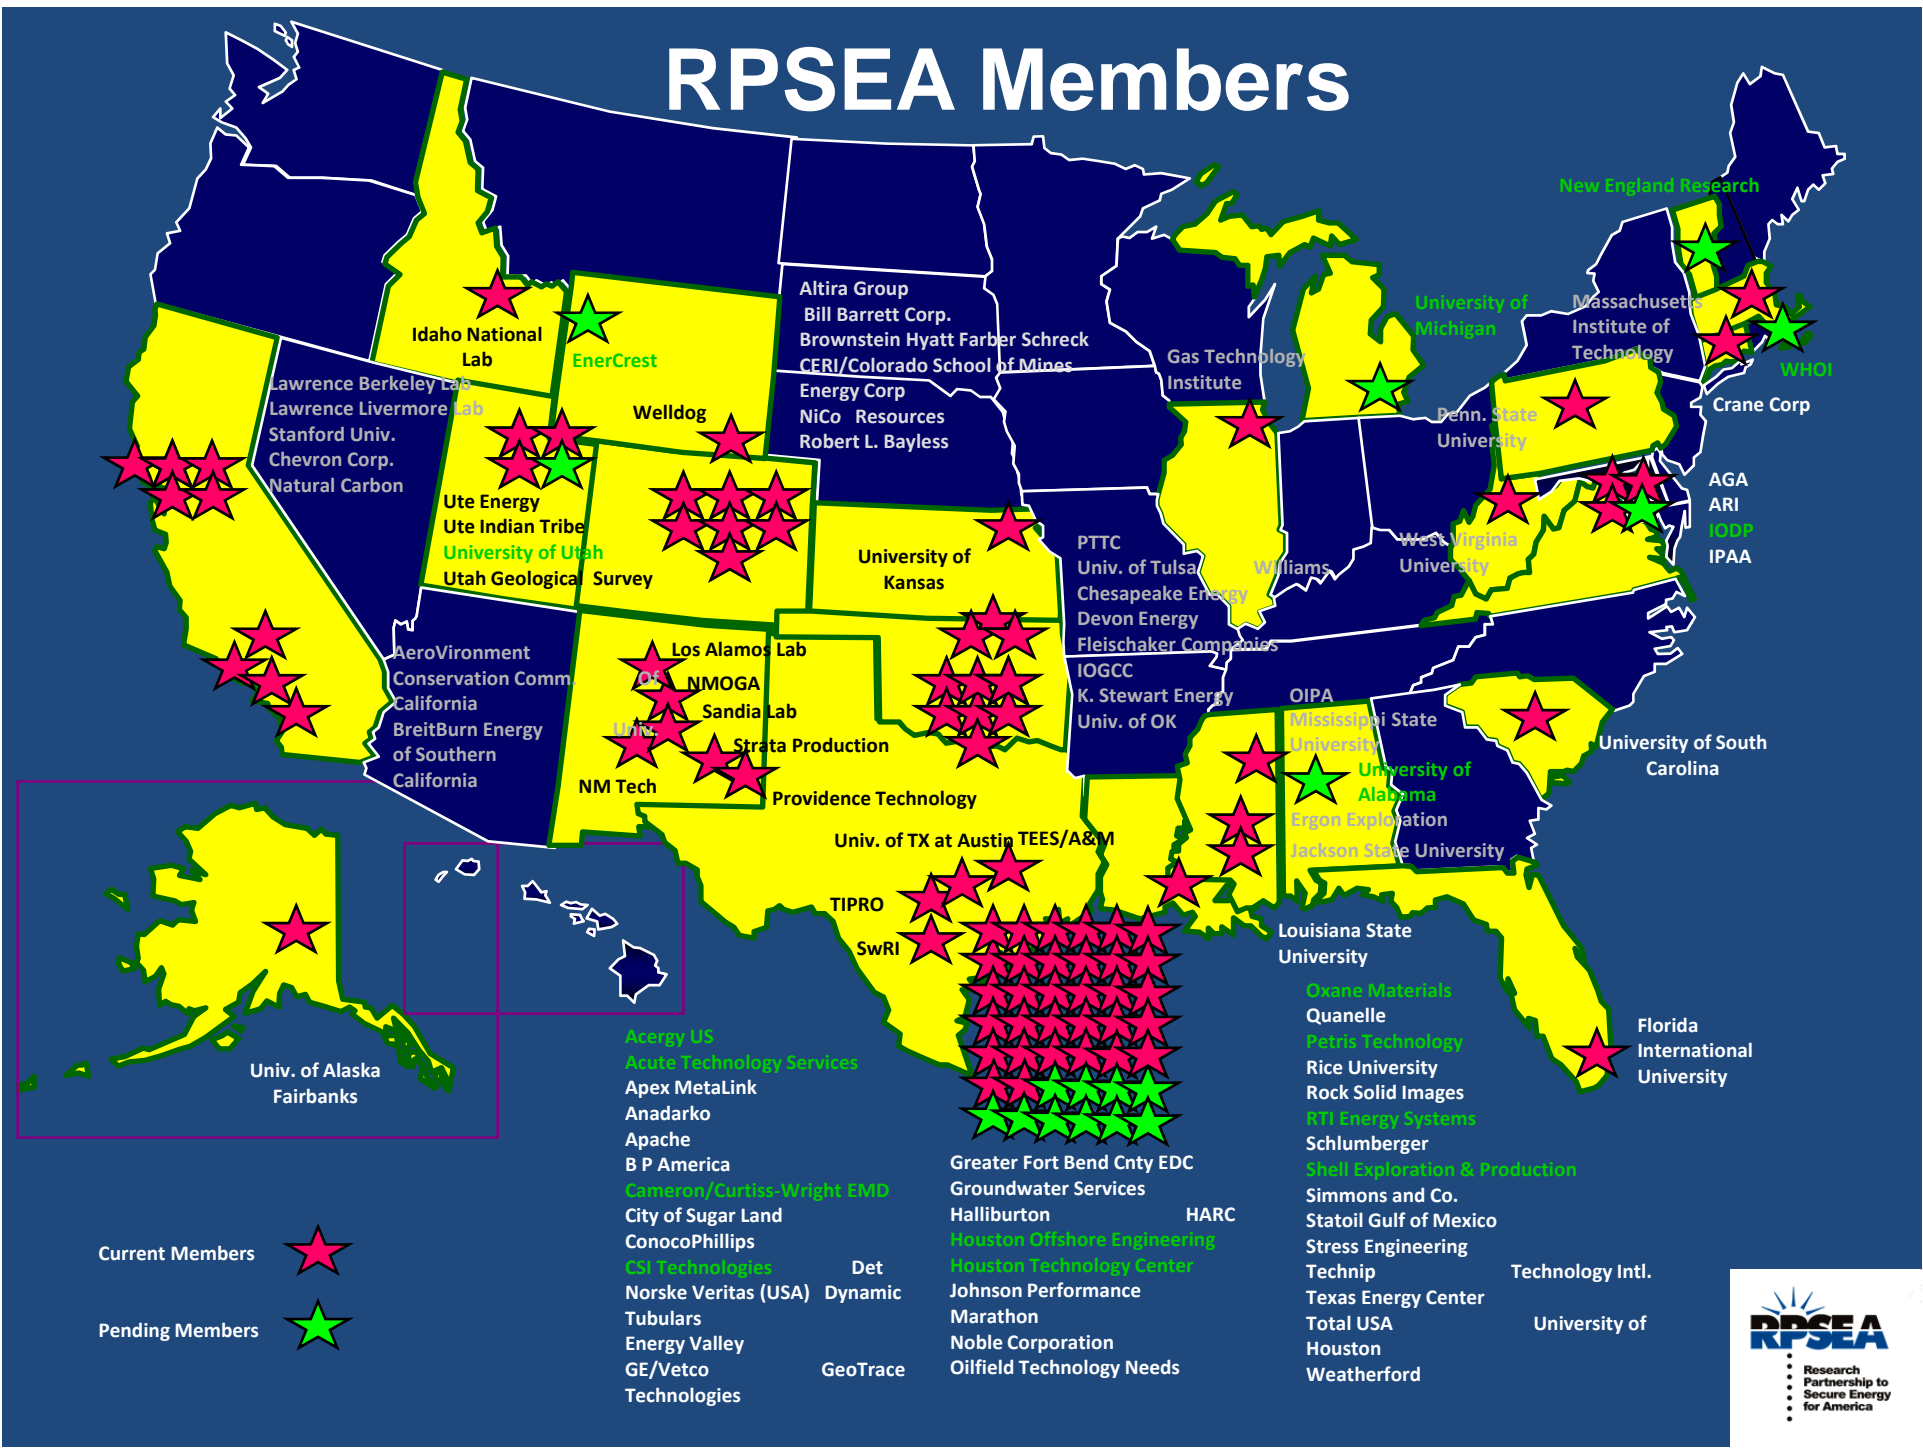 RPSEA Members
New England Research
Altira Group
Bill Barrett Corp.
Brownstein Hyatt Farber Schreck
CERI/Colorado School of Mines
Energy Corp
NiCo Resources
Robert L. Bayless
Idaho National
Lab
EnerCrest
Welldog
University of
Michigan
Gas Technology
Institute
Massachusetts
Institute of
Technology
WHOI
Crane Corp
Penn. State
University
Lawrence Berkeley Lab
Lawrence Livermore Lab
Stanford Univ.
Chevron Corp.
Natural Carbon
Ute Energy
Ute Indian Tribe
University of Utah
Utah Geological Survey
University of
Kansas
PTTC
Univ. of Tulsa Williams
Chesapeake Energy
Devon Energy
Fleischaker Companies
IOGCC
K. Stewart Energy OIPA
Univ. of OK
West Virginia
University
AGA
ARI
IODP
IPAA
AeroVironment
Conservation Comm. Of
California
BreitBurn Energy Univ.
of Southern
California
Los Alamos Lab
NMOGA
Sandia Lab
Strata Production
NM Tech
Providence Technology
Mississippi State
University
University of
Alabama
Ergon Exploration
Jackson State University
University of South
Carolina
Univ. of TX at Austin TEES/A&M
TIPRO
SwRI
Louisiana State
University
Florida
International
University
Univ. of Alaska
Fairbanks
Acergy US
Acute Technology Services
Apex MetaLink
Anadarko
Apache
B P America
Cameron/Curtiss-Wright EMD
City of Sugar Land
ConocoPhillips
CSI Technologies Det
Norske Veritas (USA) Dynamic
Tubulars
Energy Valley
GE/Vetco GeoTrace
Technologies
Greater Fort Bend Cnty EDC
Groundwater Services
Halliburton HARC
Houston Offshore Engineering
Houston Technology Center
Johnson Performance
Marathon
Noble Corporation
Oilfield Technology Needs
Oxane Materials
Quanelle
Petris Technology
Rice University
Rock Solid Images
RTI Energy Systems
Schlumberger
Shell Exploration & Production
Simmons and Co.
Statoil Gulf of Mexico
Stress Engineering
Technip Technology Intl.
Texas Energy Center
Total USA University of
Houston
Weatherford
Current Members
Pending Members
RPSEA
Research
Partnership to
Secure Energy
for America